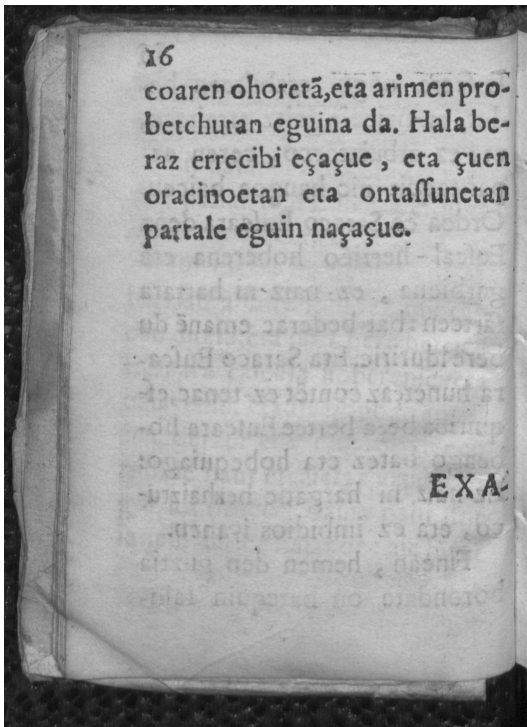 16
coaren ohoretã,eta arimen pro-
betchutan eguina da. Hala be-
raz errecibi eçaçue, eta çuen
oracinoetan eta ontaſſunetan
partale eguin naçaçue.
EXA-